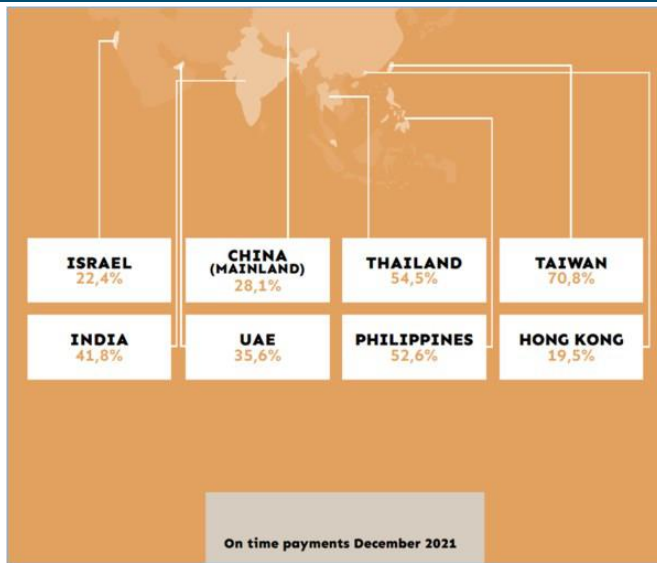 ISRAEL
22,4%
CHINA
(MAINLAND)
28,1%
THAILAND
54,5%
TAIWAN
70,8%
INDIA
41,8%
UAE
35,6%
PHILIPPINES
52,6%
HONG KONG
19,5%
On time payments December 2021